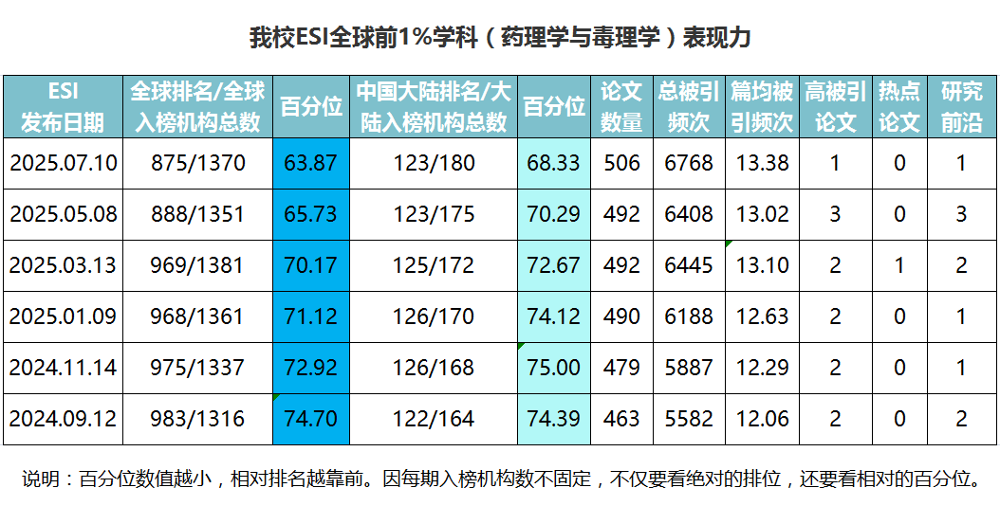 我校ESI全球前1%学科（药理学与毒理学）表现力
ESI 发布日期 全球排名/全球入榜机构总数 百分位 中国大陆排名/大陆入榜机构总数 百分位 论文数量 总被引频次 篇均被引频次 高被引论文 热点论文 研究前沿
2025.07.10 875/1370 63.87 123/180 68.33 506 6768 13.38 1 0 1
2025.05.08 888/1351 65.73 123/175 70.29 492 6408 13.02 3 0 3
2025.03.13 969/1381 70.17 125/172 72.67 492 6445 13.10 2 1 2
2025.01.09 968/1361 71.12 126/170 74.12 490 6188 12.63 2 0 1
2024.11.14 975/1337 72.92 126/168 75.00 479 5887 12.29 2 0 1
2024.09.12 983/1316 74.70 122/164 74.39 463 5582 12.06 2 0 2
说明：百分位数值越小，相对排名越靠前。因每期入榜机构数不固定，不仅要看绝对的排位，还要看相对的百分位。